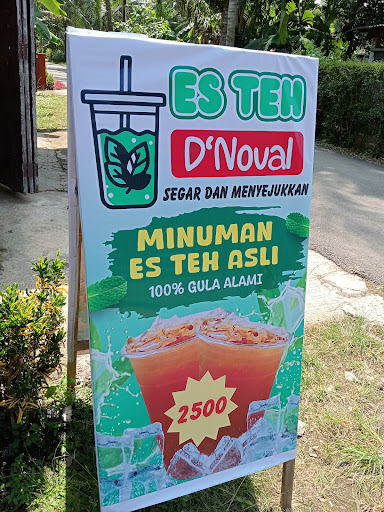 ES TEH
D'NOVAL
SEGAR DAN MENYEJUKKAN
MINUMAN
ES TEH ASLI
100% GULA ALAMI
2500